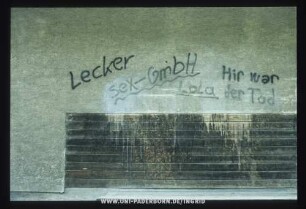 Lecker
Sex-GmbH
Lola
Hir war
der Tod
WWW.UNI-PADERBORN.DE/INGRID